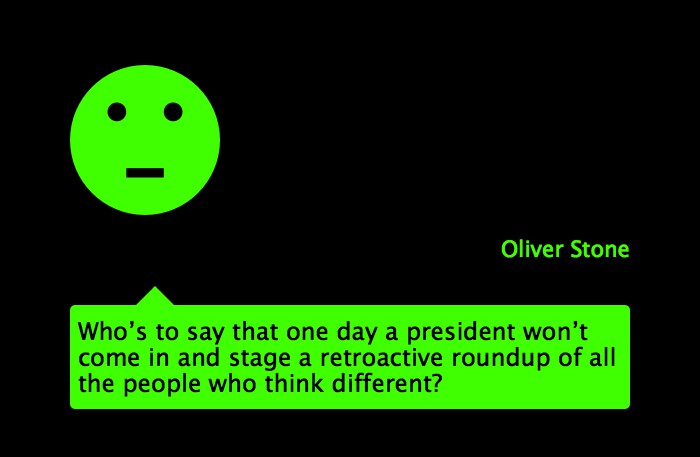 Oliver Stone
Who’s to say that one day a president won’t
come in and stage a retroactive roundup of all
the people who think different?